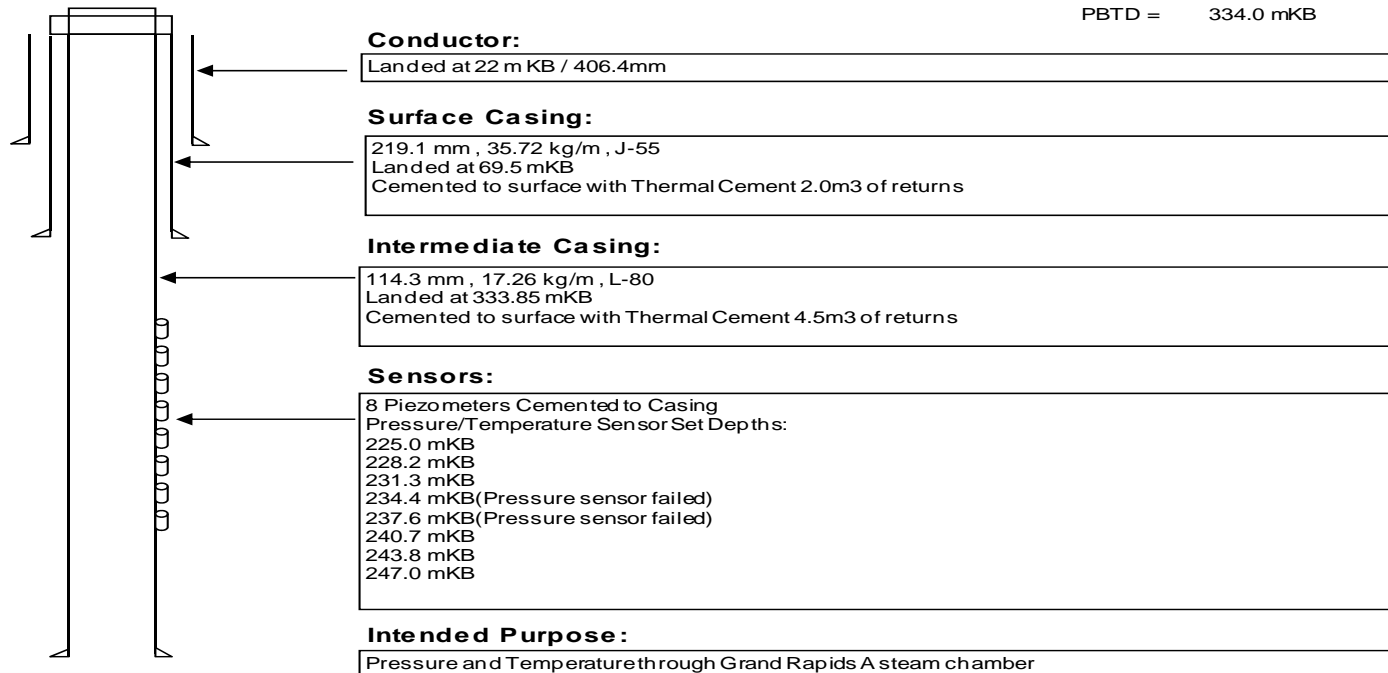 PBTD = 334.0 mKB
Conductor:
Landed at 22 m KB / 406.4mm
Surface Casing:
219.1 mm , 35.72 kg/m , J-55
Landed at 69.5 mKB
Cemented to surface with Thermal Cement 2.0m3 of returns
Intermediate Casing:
114.3 mm , 17.26 kg/m , L-80
Landed at 333.85 mKB
Cemented to surface with Thermal Cement 4.5m3 of returns
Sensors:
8 Piezometers Cemented to Casing
Pressure/Temperature Sensor Set Depths:
225.0 mKB
228.2 mKB
231.3 mKB
234.4 mKB(Pressure sensor failed)
237.6 mKB(Pressure sensor failed)
240.7 mKB
243.8 mKB
247.0 mKB
Intended Purpose:
Pressure and Temperature through Grand Rapids A steam chamber